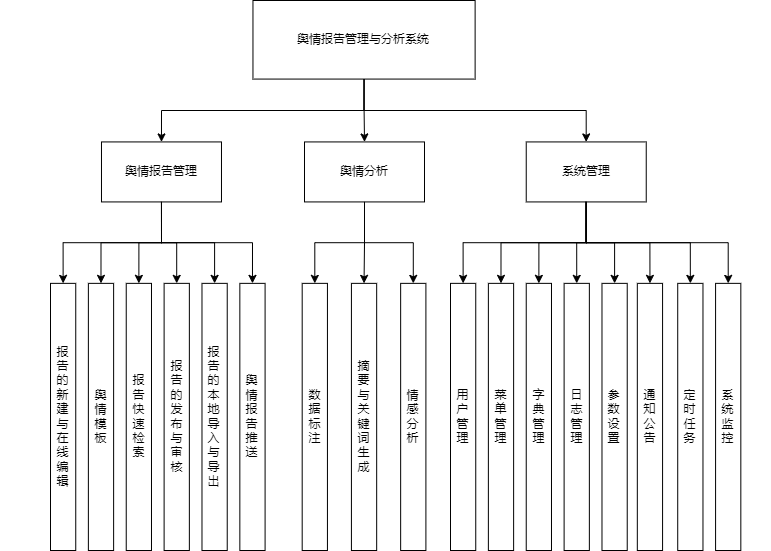 舆情报告管理与分析系统
舆情报告管理
舆情分析
系统管理
报告的新建与在线编辑
舆情模板
报告快速检索
报告的发布与审核
报告的本地导入与导出
舆情报告推送
数据标注
摘要与关键词生成
情感分析
用户管理
菜单管理
字典管理
日志管理
参数设置
通知公告
定时任务
系统监控